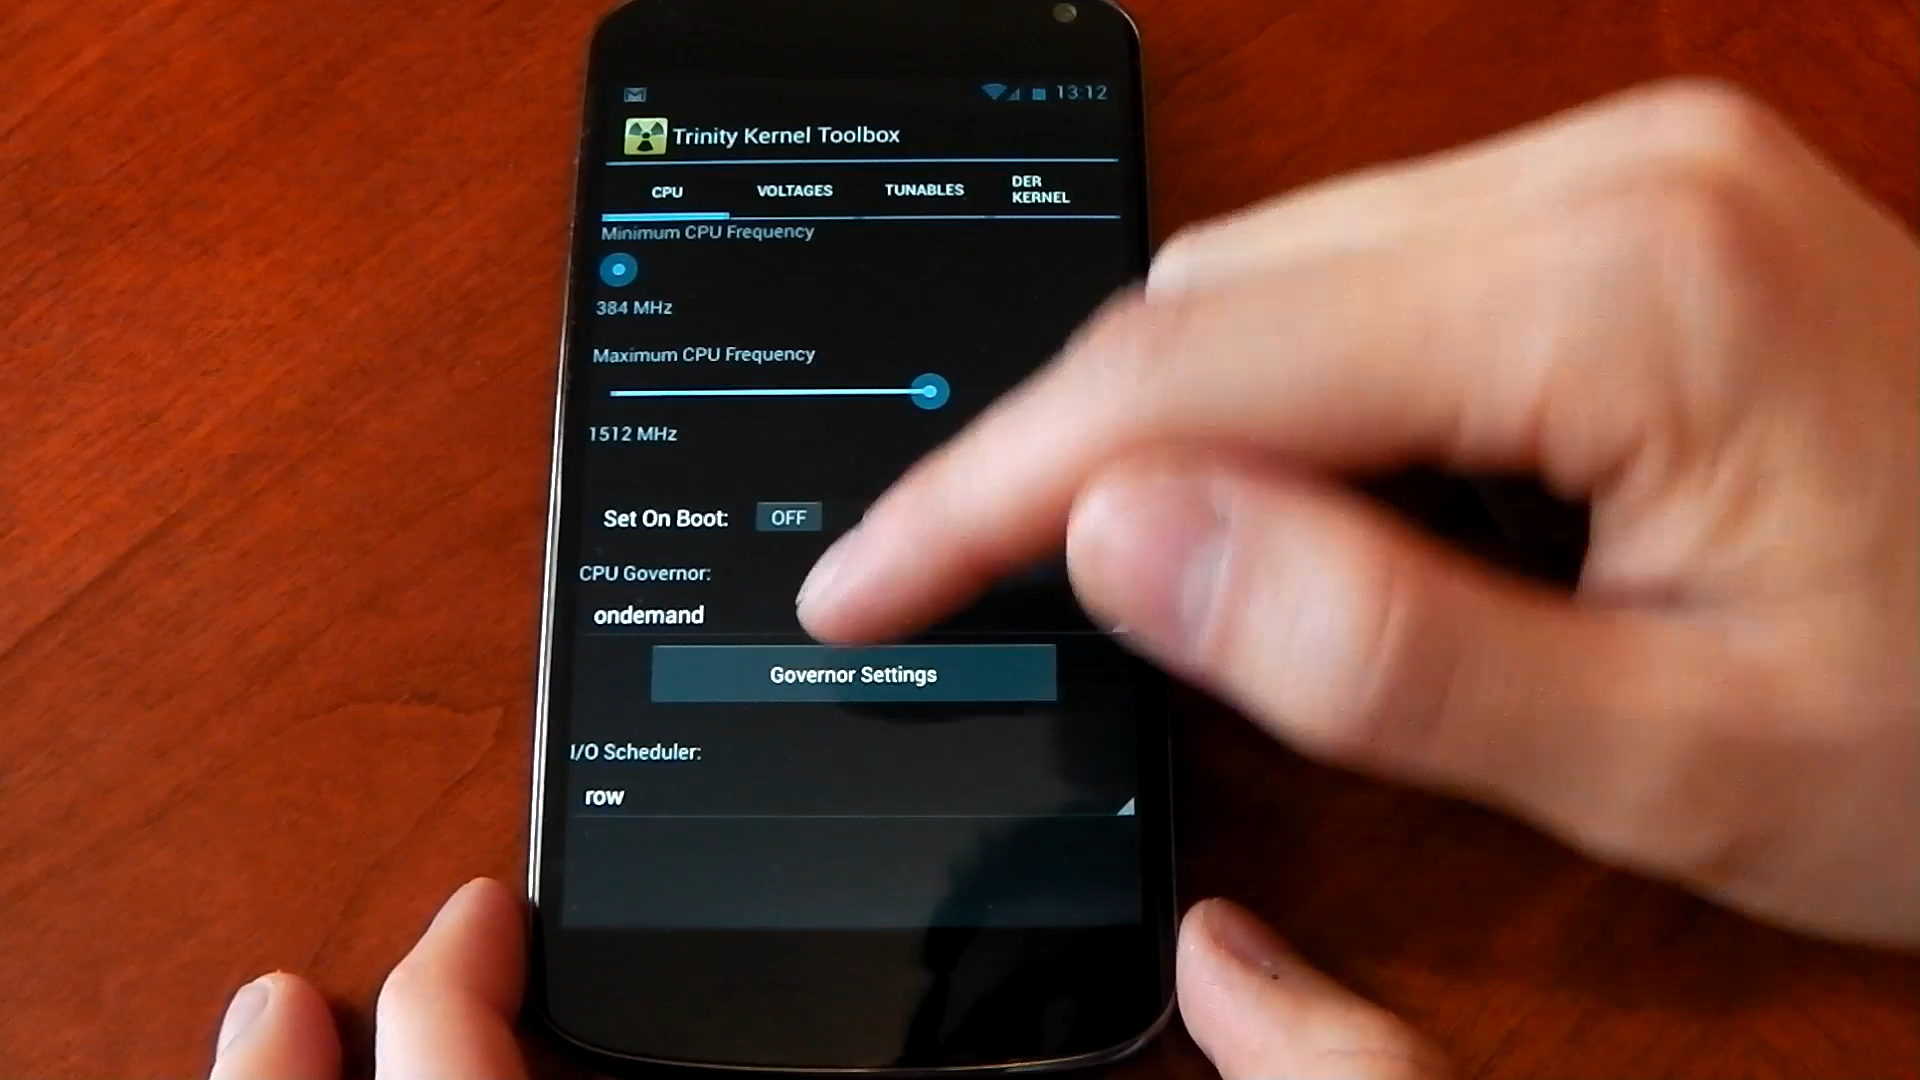 13:12
Trinity Kernel Toolbox
CPU
VOLTAGES
TUNABLES
DER
KERNEL
Minimum CPU Frequency
384 MHz
Maximum CPU Frequency
1512 MHz
Set On Boot: OFF
CPU Governor:
ondemand
Governor Settings
I/O Scheduler:
row